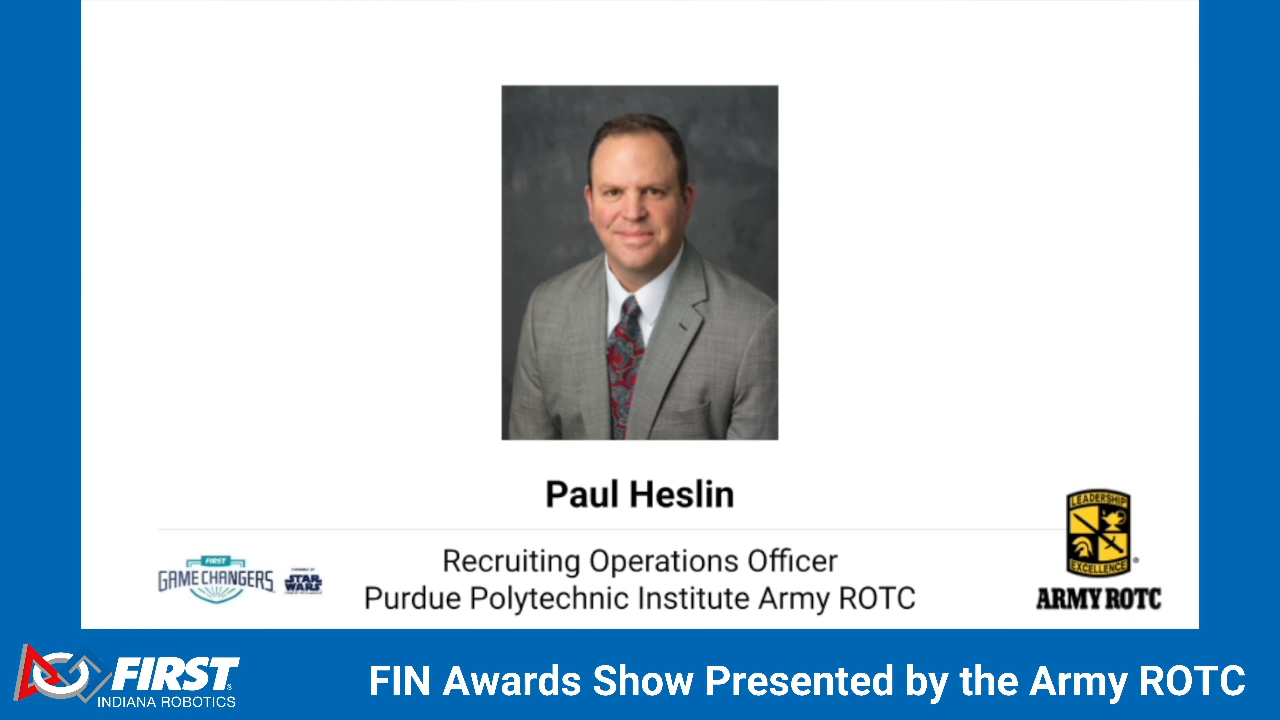 Paul Heslin
LEADERSHIP
EXCELLENCE
ARMY ROTC
FIRST
GAME CHANGERS
STAR
WARS
Recruiting Operations Officer
Purdue Polytechnic Institute Army ROTC
FIRST
INDIANA ROBOTICS
FIN Awards Show Presented by the Army ROTC